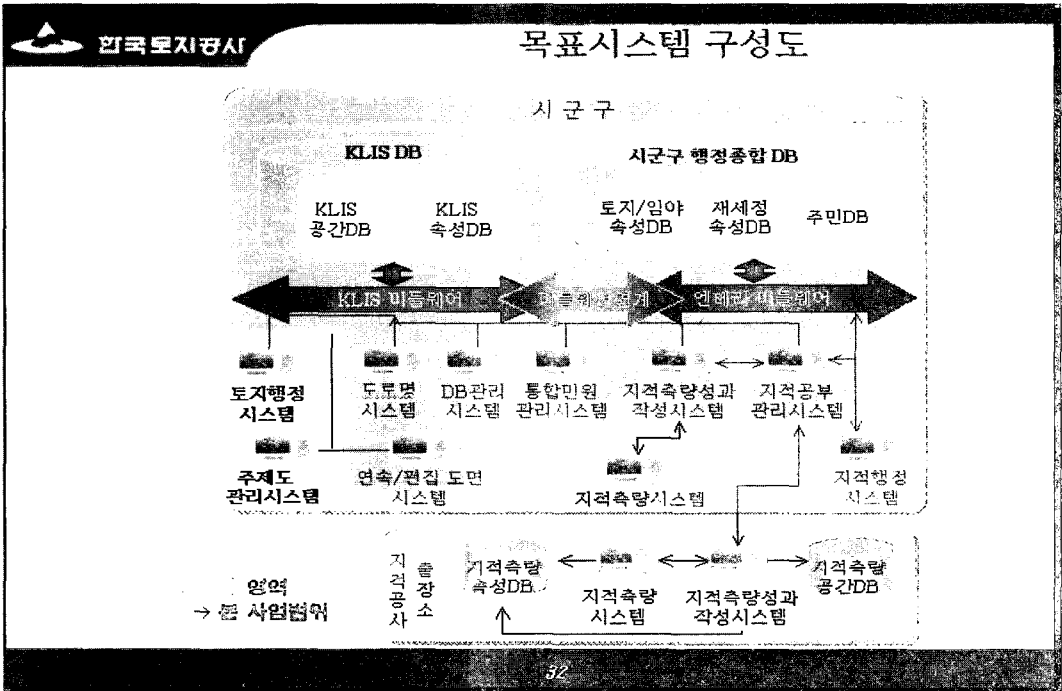 한국토지공사
목표시스템 구성도
시 군 구
KLIS DB
시군구 행정종합 DB
KLIS
공간DB
KLIS
속성DB
토지/임야
속성DB
재세정
속성DB
주민DB
KLIS 미들웨어
미들웨어연계
엔테라 미들웨어
토지행정
시스템
도로명
시스템
DB관리
시스템
통합민원
관리시스템
지적측량성과
작성시스템
지적공부
관리시스템
주제도
관리시스템
연속/편집 도면
시스템
지적측량시스템
지적행정
시스템
지적공사
출장소
지적측량
속성DB
지적측량
시스템
지적측량성과
작성시스템
지적측량
공간DB
영역
→ 본 사업범위
32